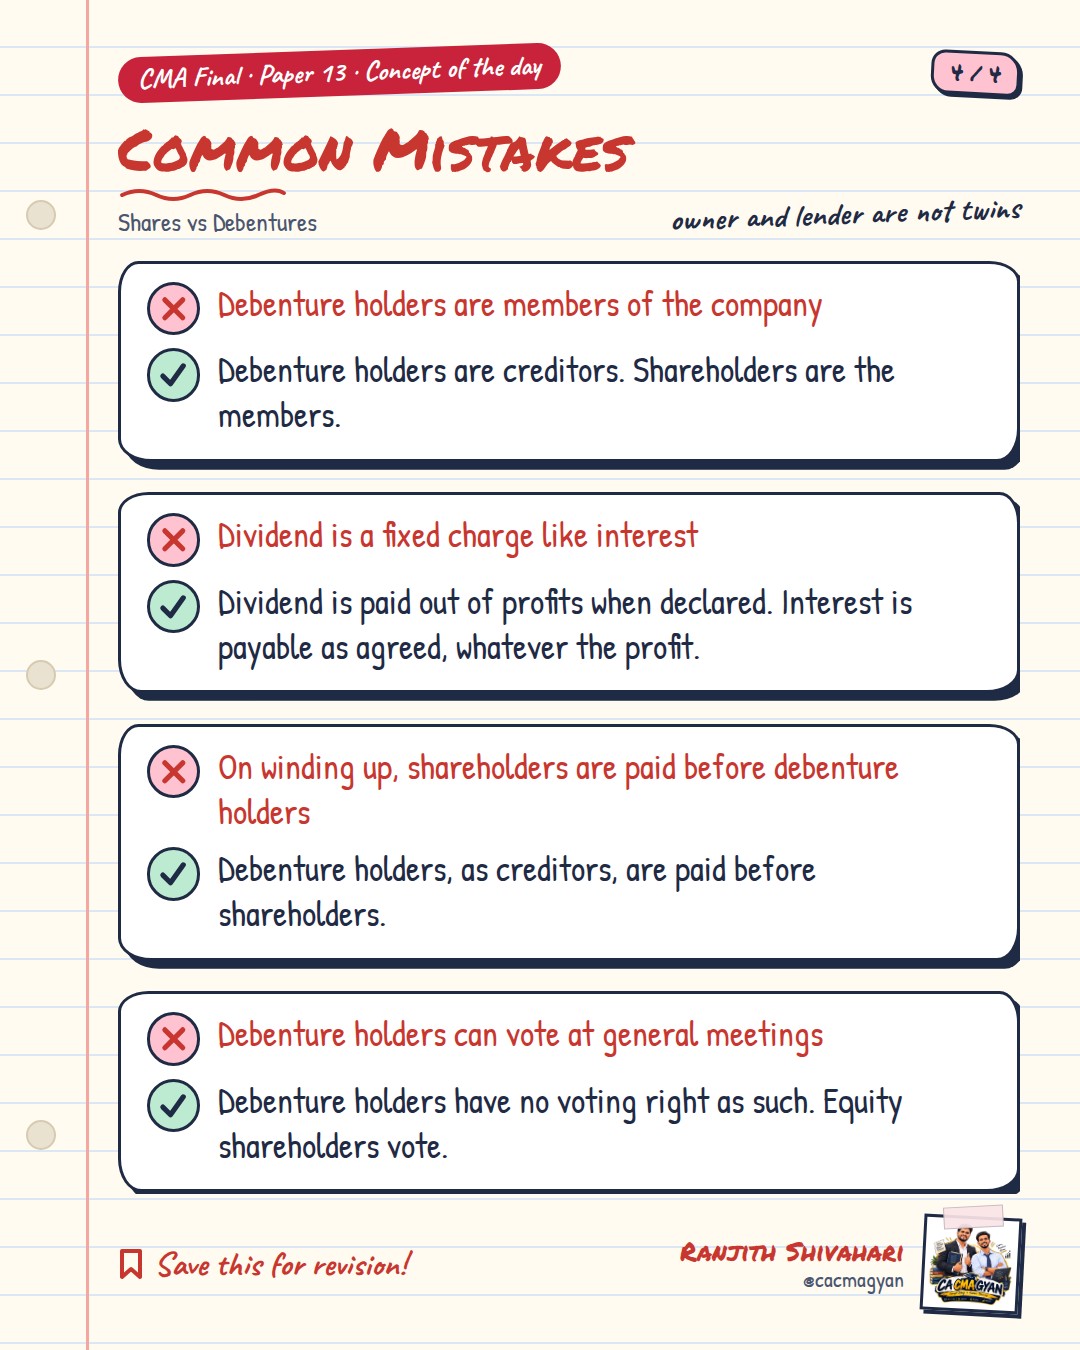 CMA Final · Paper 13 · Concept of the day
4 / 4
COMMON MISTAKES
Shares vs Debentures
owner and lender are not twins
Debenture holders are members of the company
Debenture holders are creditors. Shareholders are the
members.
Dividend is a fixed charge like interest
Dividend is paid out of profits when declared. Interest is
payable as agreed, whatever the profit.
On winding up, shareholders are paid before debenture
holders
Debenture holders, as creditors, are paid before
shareholders.
Debenture holders can vote at general meetings
Debenture holders have no voting right as such. Equity
shareholders vote.
Save this for revision!
RANJITH SHIVAHARI
@cacmagyan
CA CMA GYAN